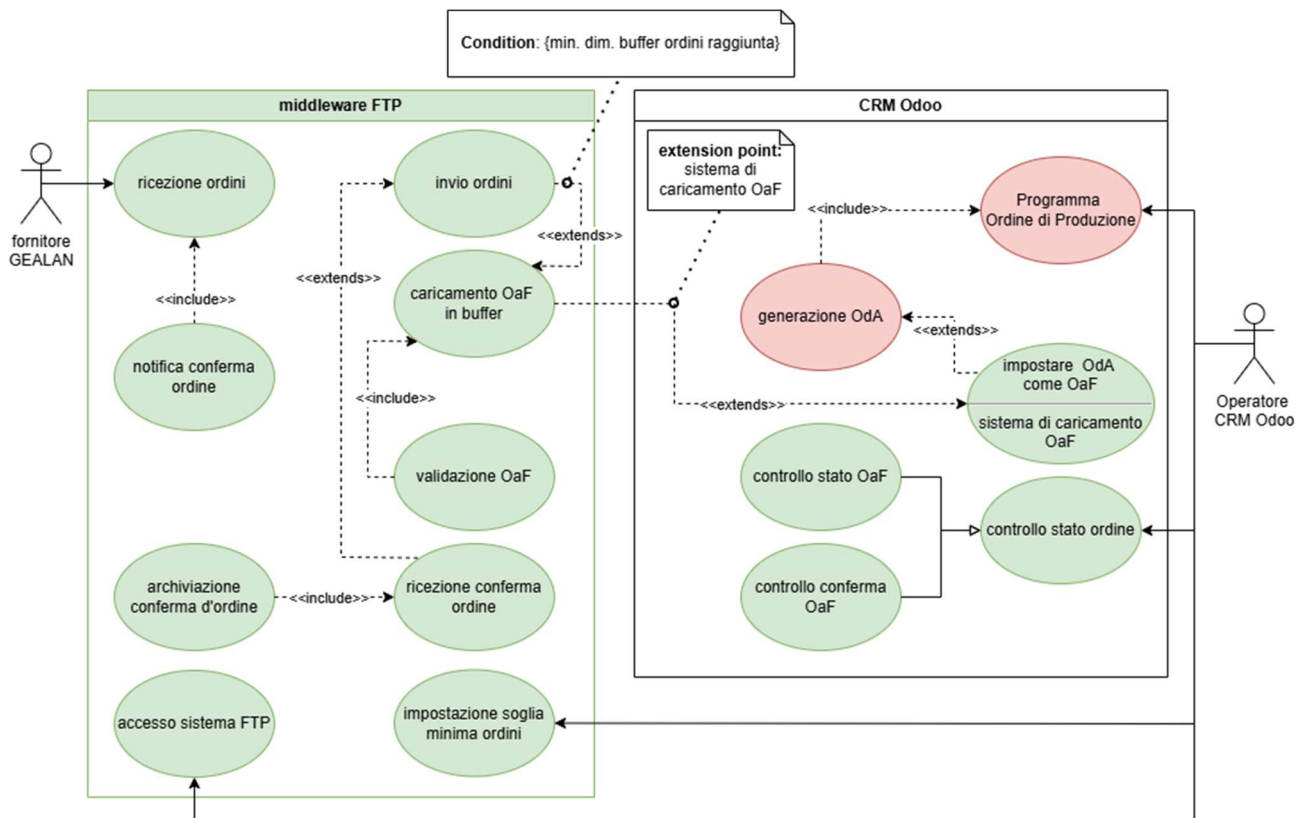 Condition: {min. dim. buffer ordini raggiunta}
middleware FTP
CRM Odoo
fornitore
GEALAN
ricezione ordini
invio ordini
extension point:
sistema di
caricamento OaF
Programma
Ordine di Produzione
<<include>>
<<extends>>
<<extends>>
<<include>>
caricamento OaF
in buffer
generazione OdA
<<extends>>
notifica conferma
ordine
<<include>>
<<extends>>
impostare OdA
come OaF
sistema di caricamento
OaF
Operatore
CRM Odoo
validazione OaF
controllo stato OaF
controllo stato ordine
archiviazione
conferma d'ordine
<<include>>
ricezione conferma
ordine
controllo conferma
OaF
accesso sistema FTP
impostazione soglia
minima ordini